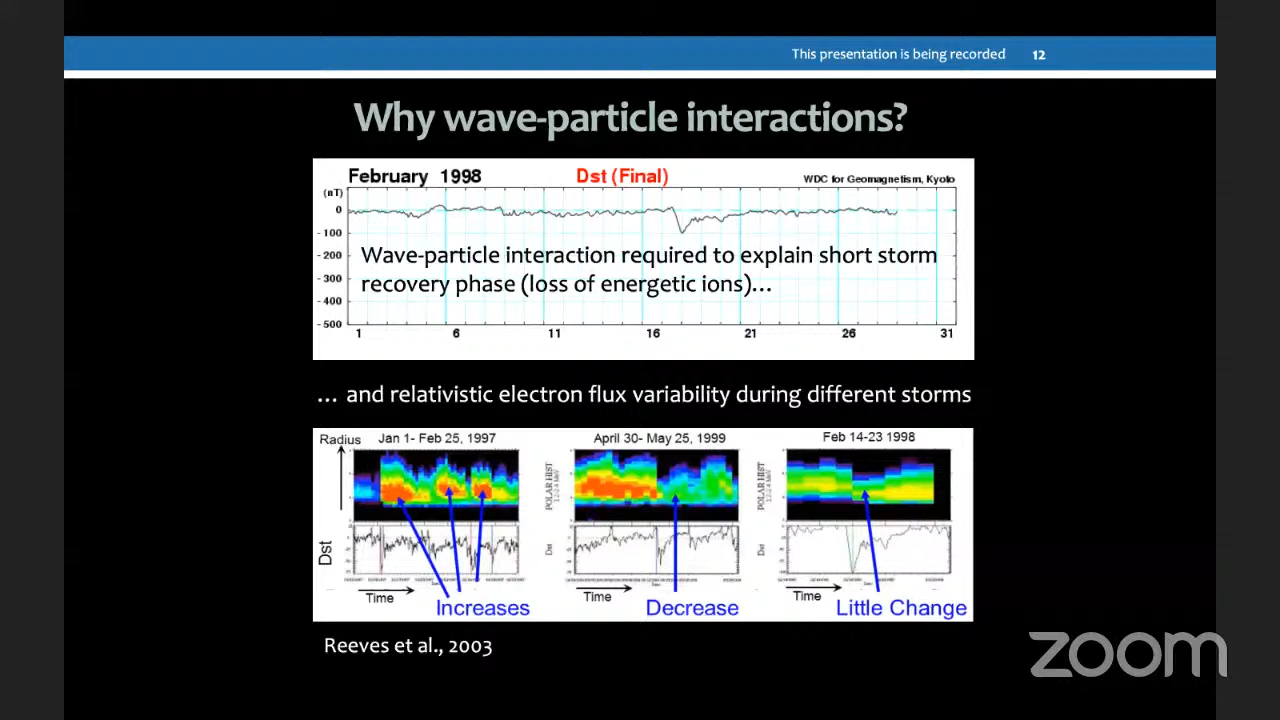 This presentation is being recorded 12
Why wave-particle interactions?
February 1998 Dst (Final) WDC for Geomagnetism, Kyoto
(nT)
0
-100
-200
-300
-400
-500
Wave-particle interaction required to explain short storm
recovery phase (loss of energetic ions)...
1 6 11 16 21 26 31
... and relativistic electron flux variability during different storms
Radius Jan 1- Feb 25, 1997 April 30- May 25, 1999 Feb 14-23 1998
POLAR HIST POLAR HIST
Dst Dst Dst
Time Time Time
Increases Decrease Little Change
Reeves et al., 2003
zoom